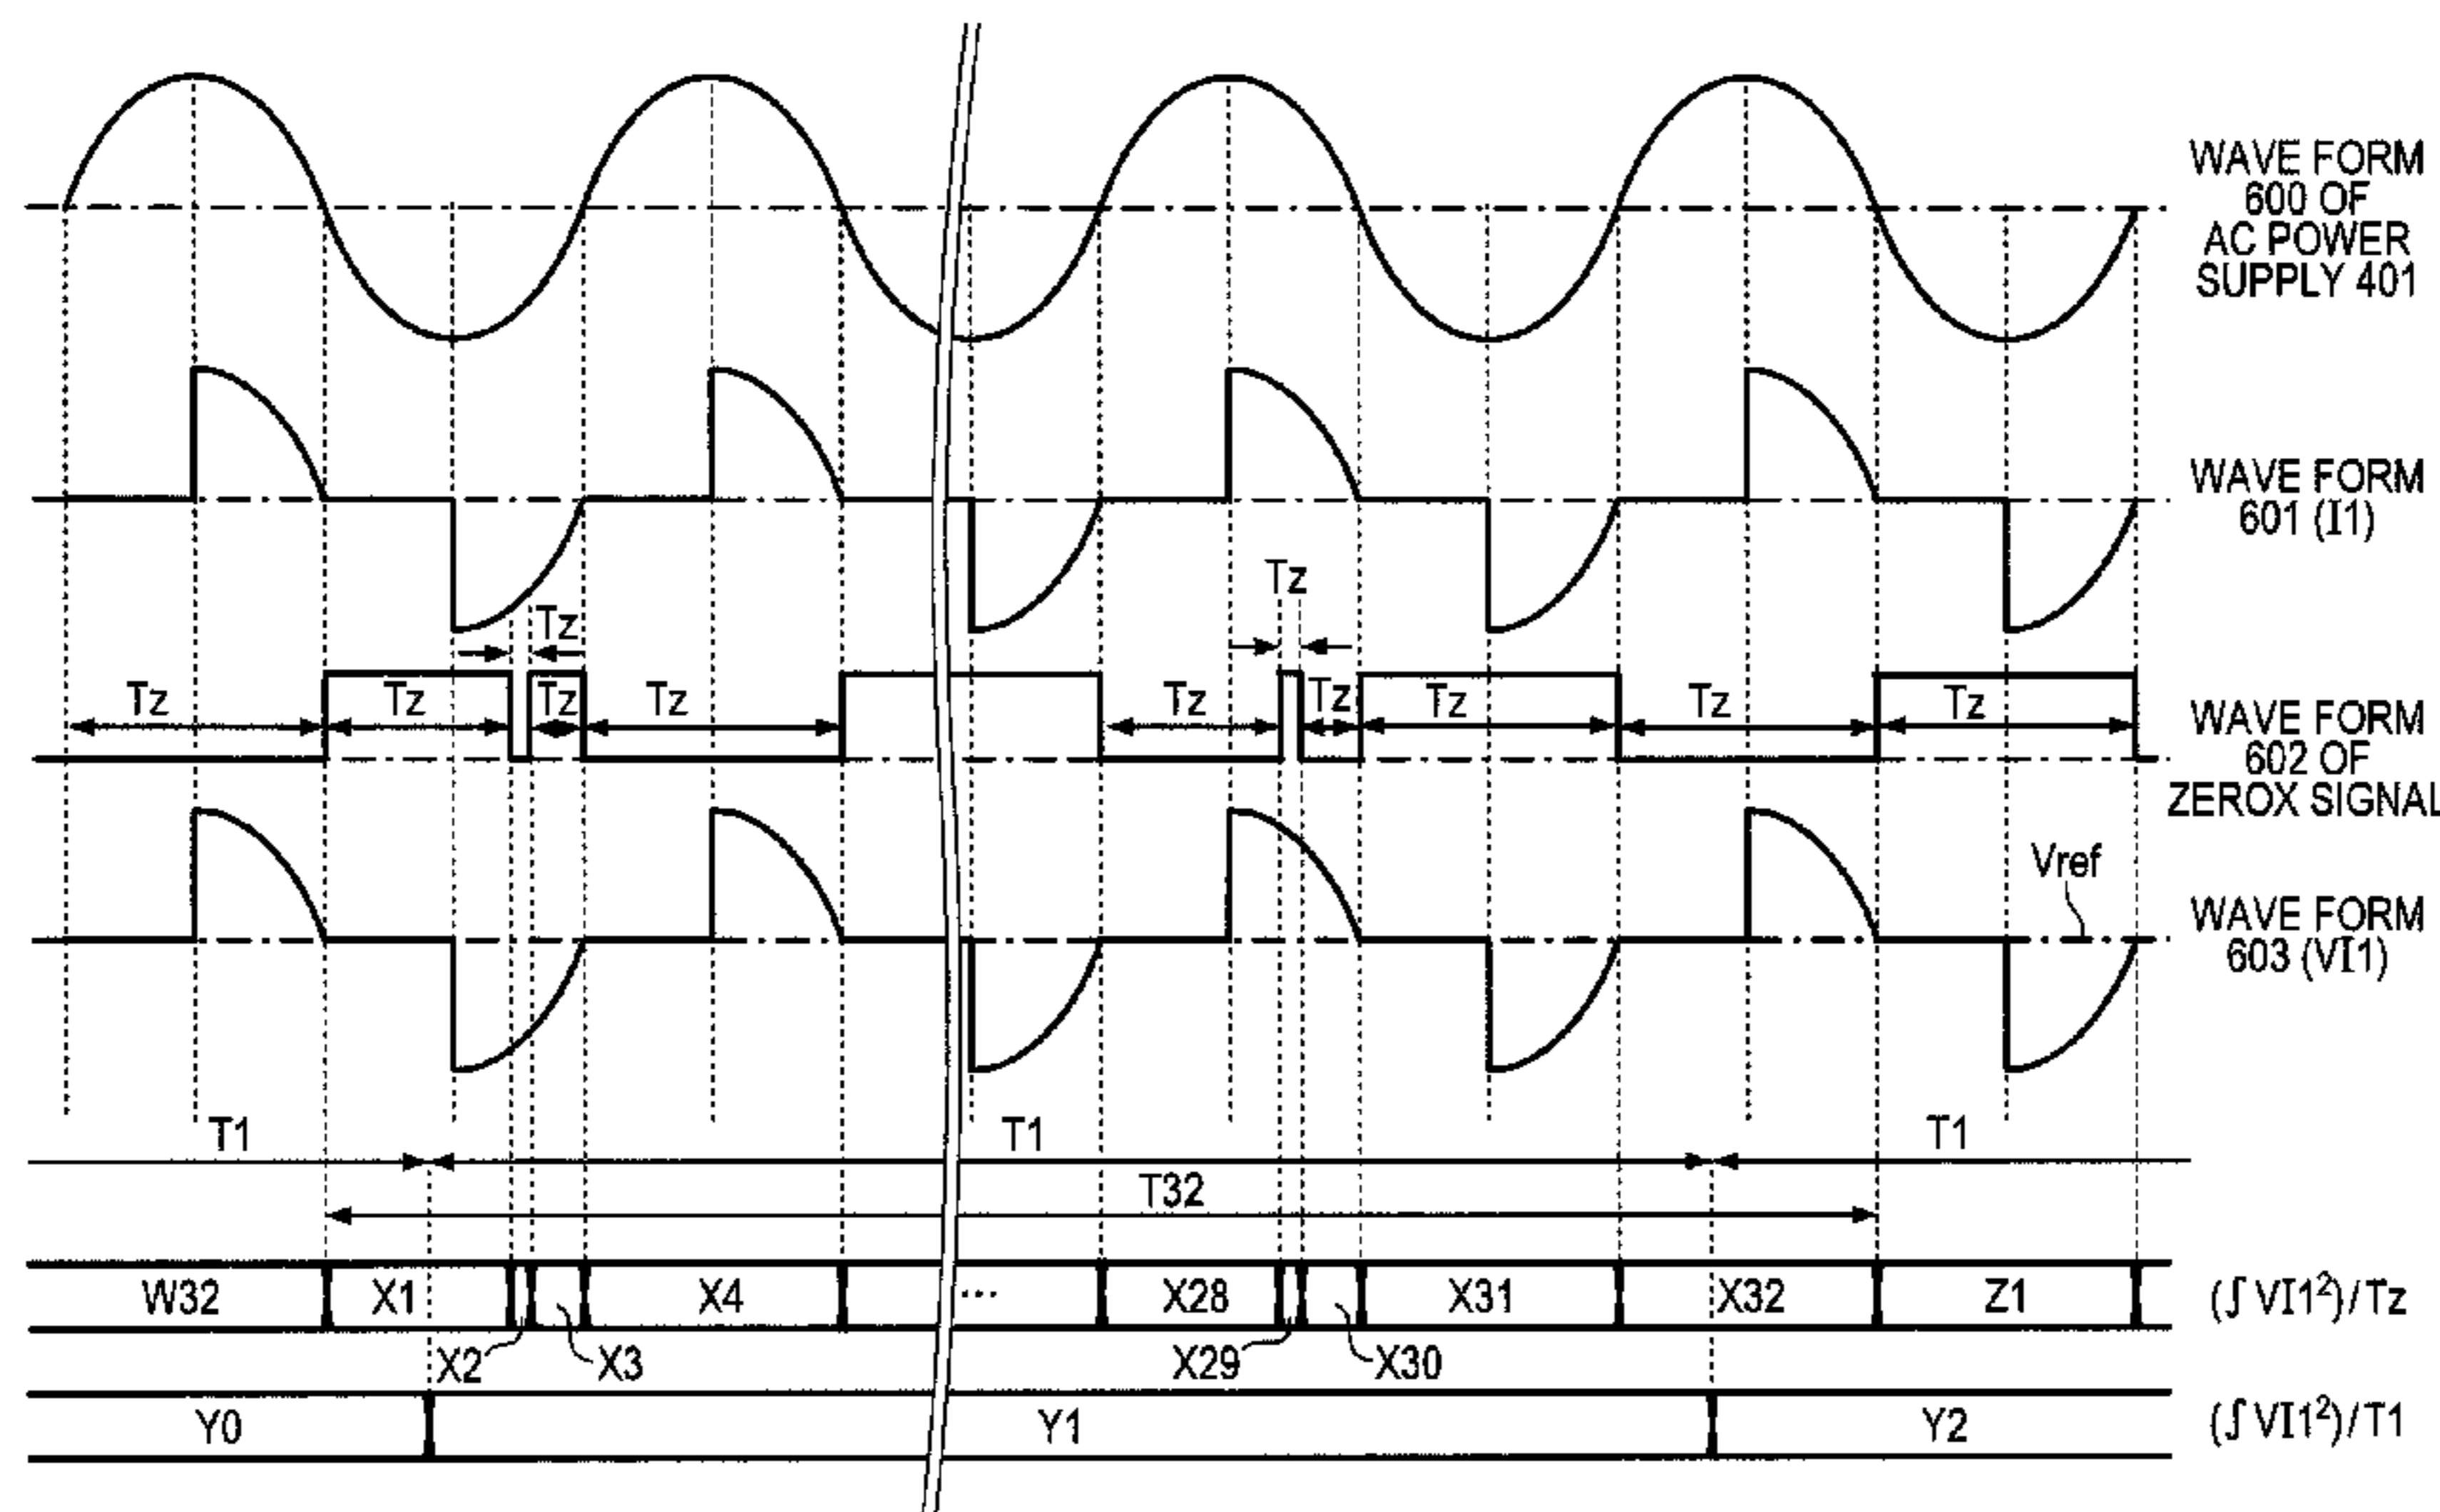 WAVE FORM
600 OF
AC POWER
SUPPLY 401
WAVE FORM
601 (I1)
Tz
Tz
Tz
Tz
Tz
Tz
Tz
Tz
Tz
Tz
Tz
WAVE FORM
602 OF
ZEROX SIGNAL
Vref
WAVE FORM
603 (VI1)
T1
T1
T1
T32
W32
X1
X4
...
X28
X31
X32
Z1
(∫ VI1²)/Tz
X2
X3
X29
X30
Y0
Y1
Y2
(∫ VI1²)/T1